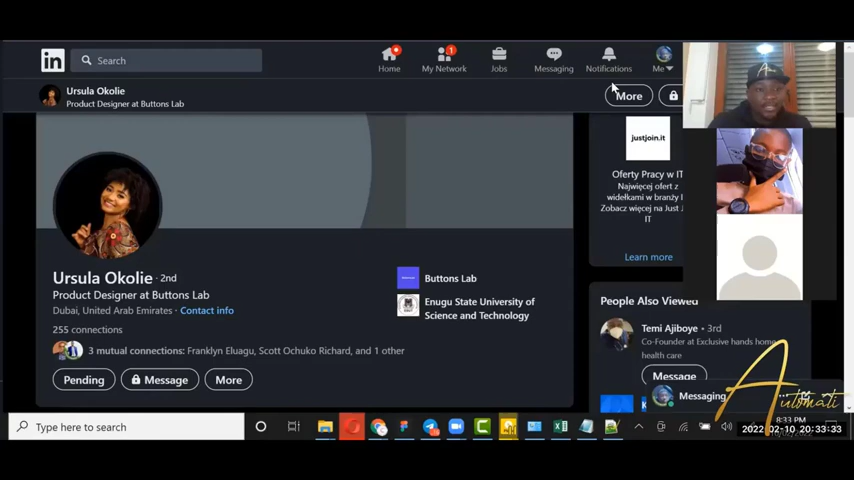 in
Search
Home
1
My Network
Jobs
Messaging
Notifications
Me
Ursula Okolie
Product Designer at Buttons Lab
More
justjoin.it
Oferty Pracy w IT
Najwięcej ofert z
widełkami w branży I
Zobacz więcej na Just J
IT
Learn more
Ursula Okolie · 2nd
Product Designer at Buttons Lab
Dubai, United Arab Emirates · Contact info
255 connections
3 mutual connections: Franklyn Eluagu, Scott Ochuko Richard, and 1 other
Pending
Message
More
Buttons Lab
Enugu State University of
Science and Technology
People Also Viewed
Temi Ajiboye · 3rd
Co-Founder at Exclusive hands home
health care
Message
Messaging
Automati
Type here to search
8:33 PM
2022-02-10 20:33:33